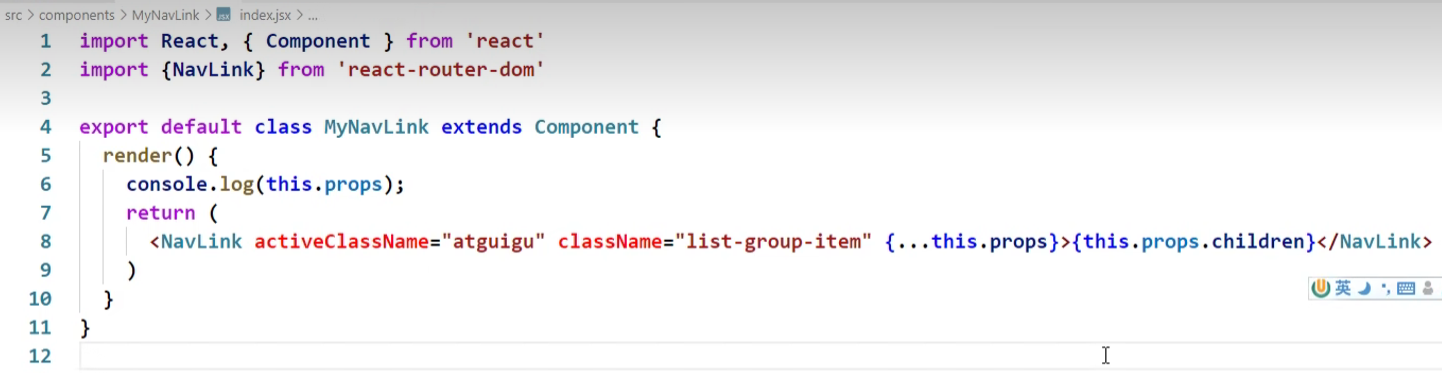 src > components > MyNavLink > JSX index.jsx > ...
1 import React, { Component } from 'react'
2 import {NavLink} from 'react-router-dom'
3
4 export default class MyNavLink extends Component {
5   render() {
6     console.log(this.props);
7     return (
8       <NavLink activeClassName="atguigu" className="list-group-item" {...this.props}>{this.props.children}</NavLink>
9     )
10   }
11 }
12
英